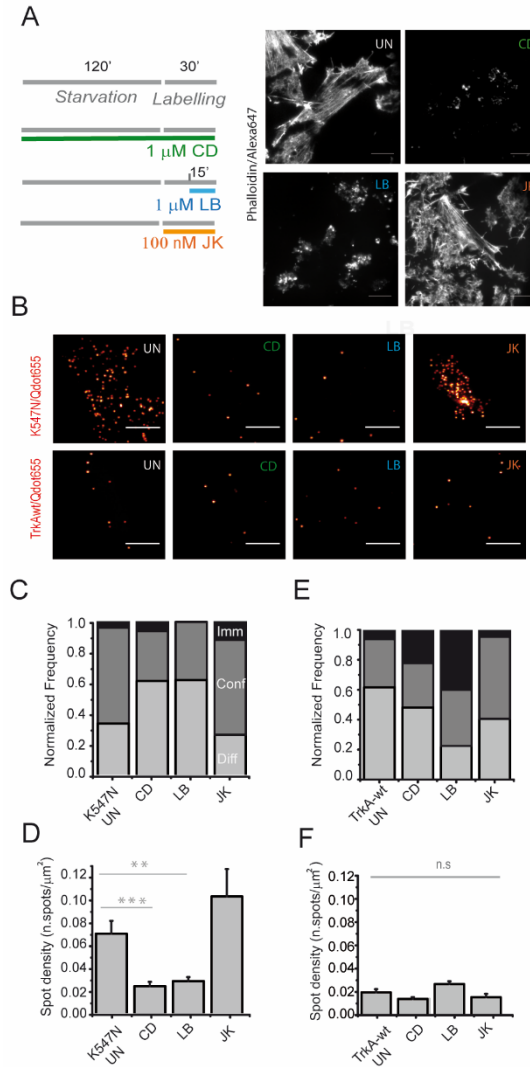 A
120'
30'
Starvation
Labelling
1 µM CD
15'
1 µM LB
100 nM JK
Phalloidin/Alexa647
UN
CD
LB
JK
B
K547N/Qdot655
UN
CD
LB
JK
TrkAwt/Qdot655
UN
CD
LB
JK
C
Normalized Frequency
1.0
0.8
0.6
0.4
0.2
0.0
Imm
Conf
Diff
K547N
UN
CD
LB
JK
E
Normalized Frequency
1.0
0.8
0.6
0.4
0.2
0.0
TrkA-wt
UN
CD
LB
JK
D
Spot density (n.spots/µm²)
0.12
0.10
0.08
0.06
0.04
0.02
0.00
**
***
K547N
UN
CD
LB
JK
F
Spot density (n.spots/µm²)
0.12
0.10
0.08
0.06
0.04
0.02
0.00
n.s
TrkA-wt
UN
CD
LB
JK